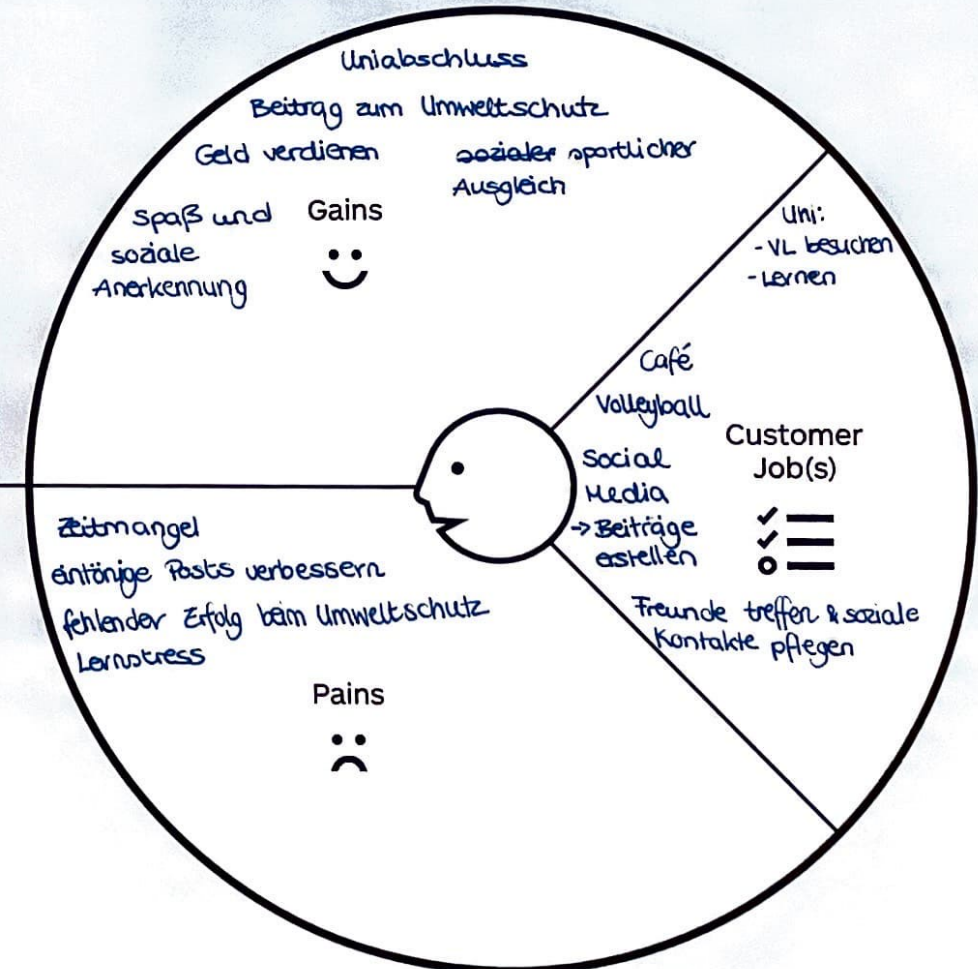 Uniabschluss
Beitrag zum Umweltschutz
Geld verdienen
sozialer sportlicher
Ausgleich
Spaß und
soziale
Anerkennung
Gains
Uni:
- VL besuchen
- Lernen
Café
Volleyball
Social
Media
→ Beiträge
erstellen
Customer
Job(s)
Freunde treffen & soziale
Kontakte pflegen
Zeitmangel
eintönige Posts verbessern
fehlender Erfolg beim Umweltschutz
Lernstress
Pains